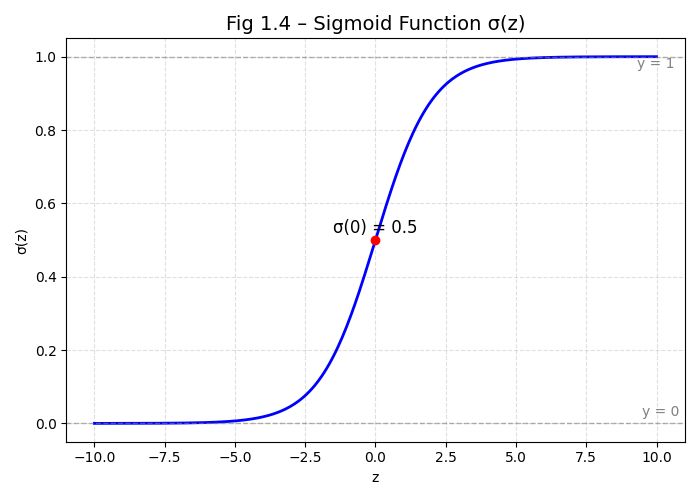 Fig 1.4 – Sigmoid Function σ(z)
1.0
y = 1
0.8
0.6
σ(0) = 0.5
σ(z)
0.4
0.2
y = 0
0.0
−10.0 −7.5 −5.0 −2.5 0.0 2.5 5.0 7.5 10.0
z